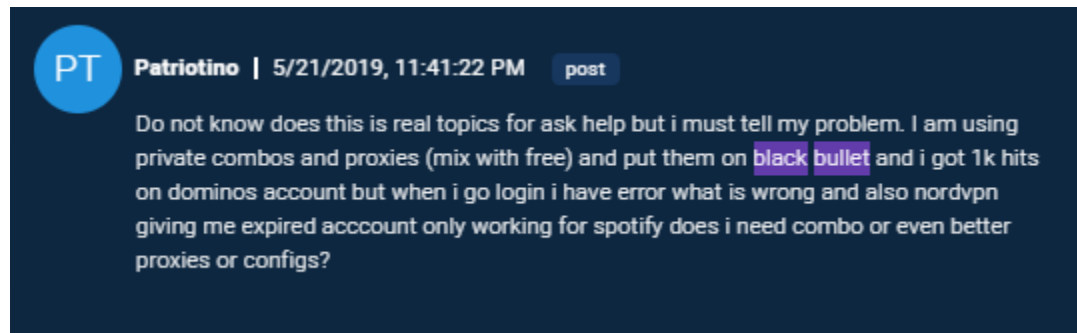 PT
Patriotino | 5/21/2019, 11:41:22 PM post
Do not know does this is real topics for ask help but i must tell my problem. I am using
private combos and proxies (mix with free) and put them on black bullet and i got 1k hits
on dominos account but when i go login i have error what is wrong and also nordvpn
giving me expired acccount only working for spotify does i need combo or even better
proxies or configs?